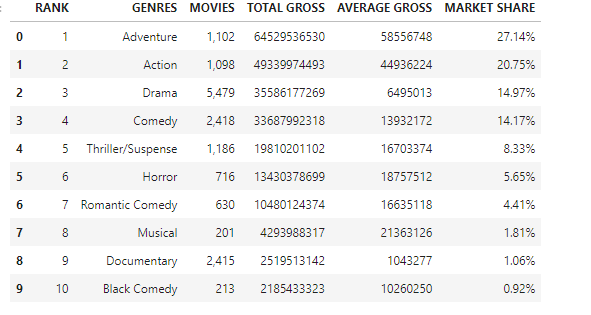 RANK GENRES MOVIES TOTAL GROSS AVERAGE GROSS MARKET SHARE
0 1 Adventure 1,102 64529536530 58556748 27.14%
1 2 Action 1,098 49339974493 44936224 20.75%
2 3 Drama 5,479 35586177269 6495013 14.97%
3 4 Comedy 2,418 33687992318 13932172 14.17%
4 5 Thriller/Suspense 1,186 19810201102 16703374 8.33%
5 6 Horror 716 13430378699 18757512 5.65%
6 7 Romantic Comedy 630 10480124374 16635118 4.41%
7 8 Musical 201 4293988317 21363126 1.81%
8 9 Documentary 2,415 2519513142 1043277 1.06%
9 10 Black Comedy 213 2185433323 10260250 0.92%